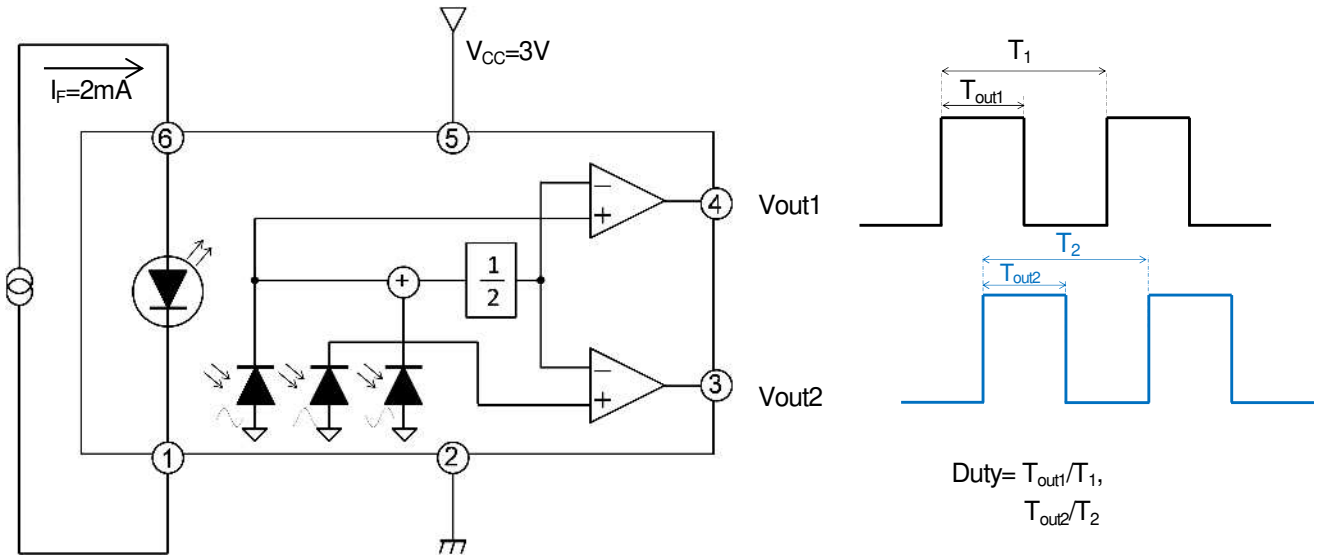 V_CC=3V
I_F=2mA
6
5
−
+
4
Vout1
+
1
2
−
+
3
Vout2
1
2
T_1
T_out1
T_2
T_out2
Duty= T_out1/T_1,
T_out2/T_2